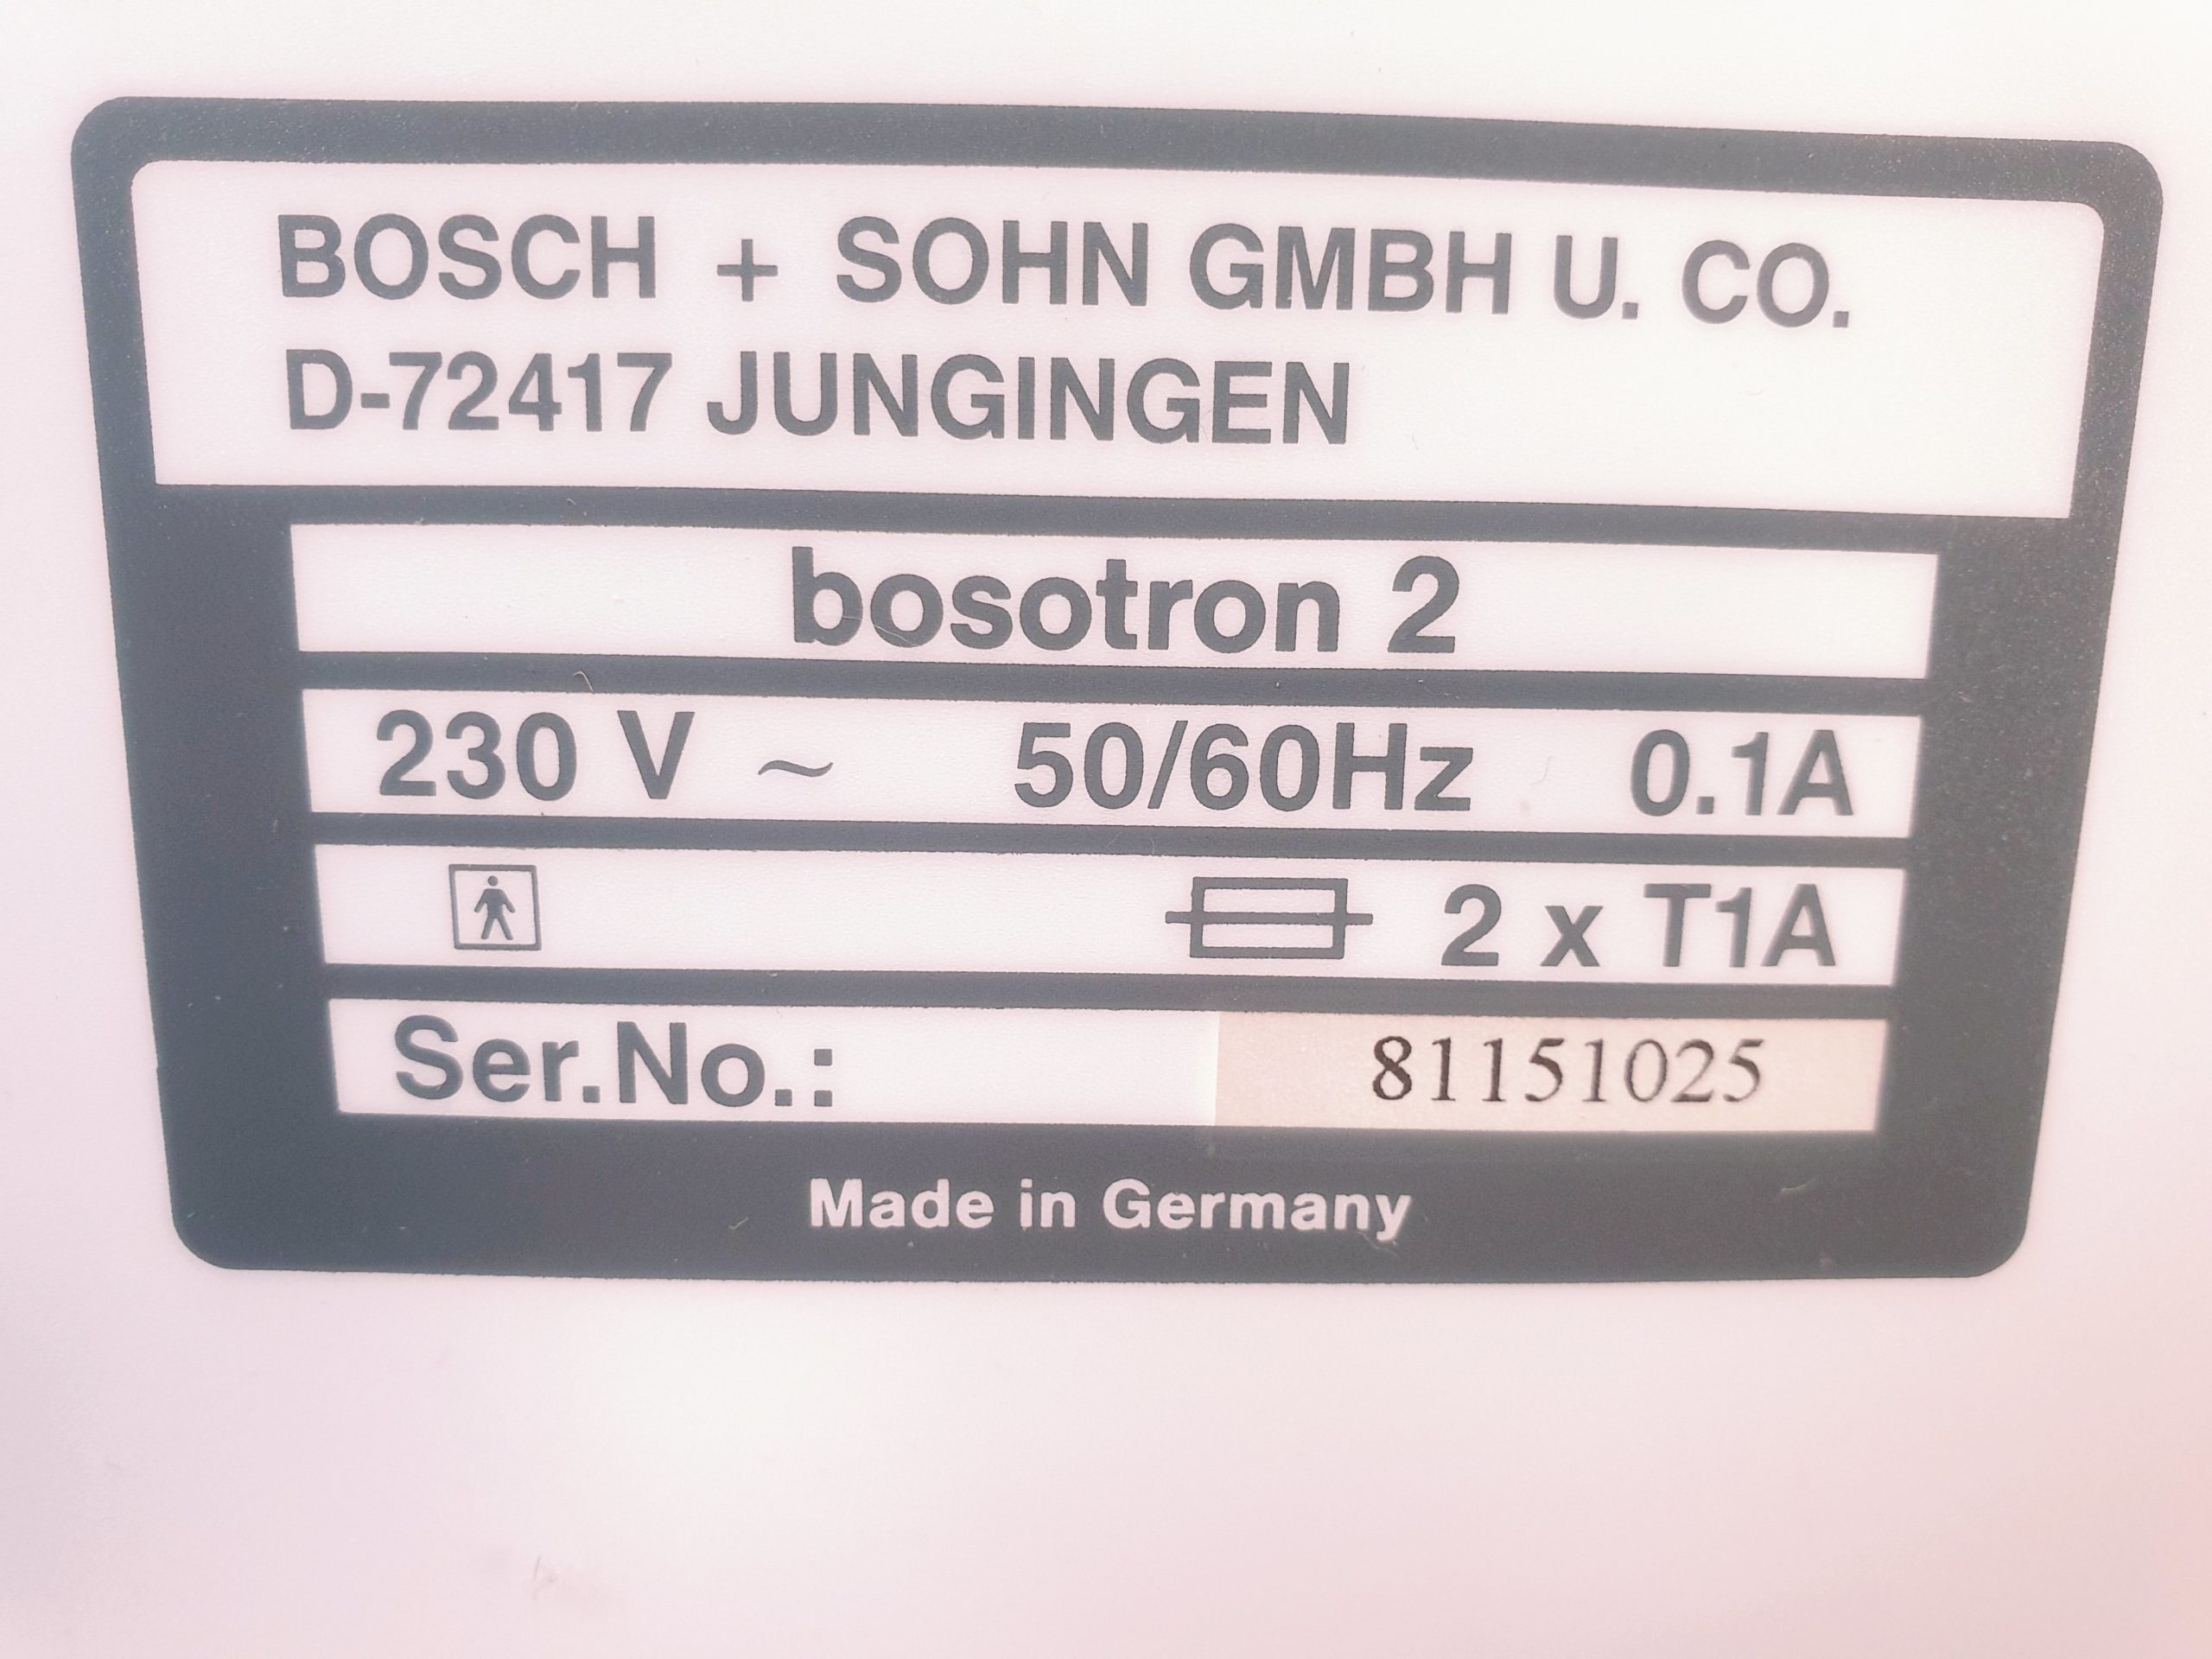 BOSCH + SOHN GMBH U. CO.
D-72417 JUNGINGEN
bosotron 2
230 V ~ 50/60Hz 0.1A
2 x T1A
Ser.No.: 81151025
Made in Germany